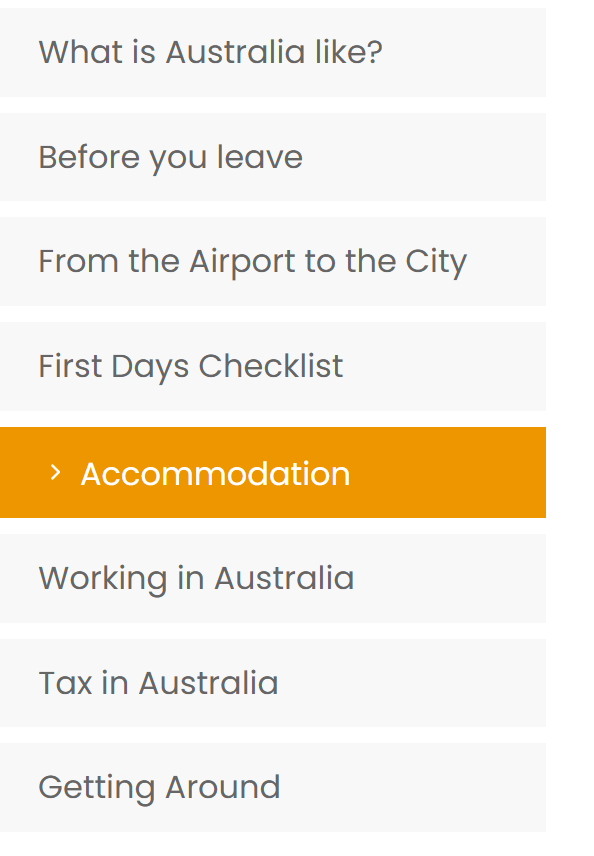 What is Australia like?
Before you leave
From the Airport to the City
First Days Checklist
Accommodation
Working in Australia
Tax in Australia
Getting Around